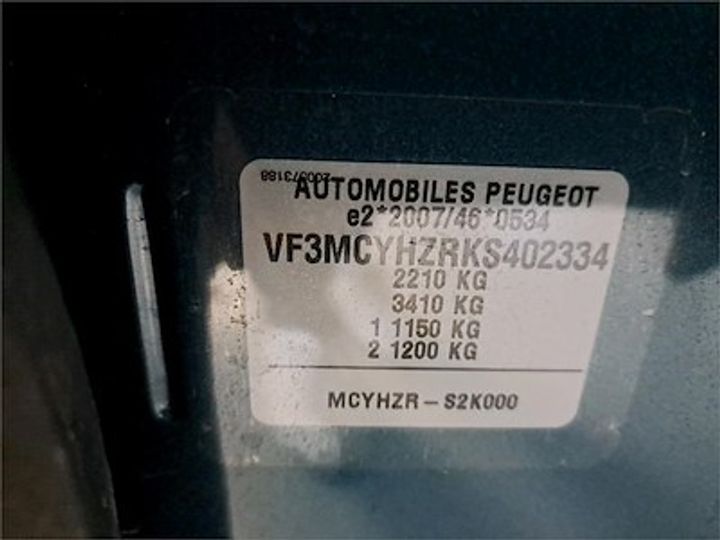 200573188
AUTOMOBILES PEUGEOT
e2*2007/46*0534
VF3MCYHZRKS402334
2210 KG
3410 KG
1 1150 KG
2 1200 KG
MCYHZR – S2K000